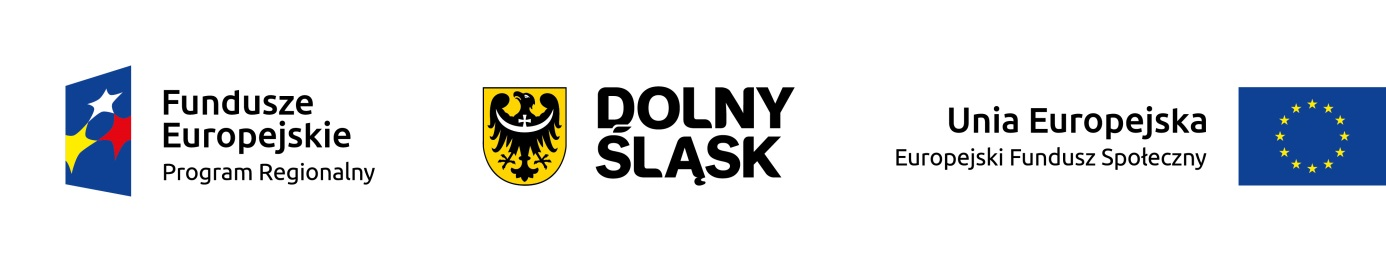 Fundusze
Europejskie
Program Regionalny
DOLNY
ŚLĄSK
Unia Europejska
Europejski Fundusz Społeczny